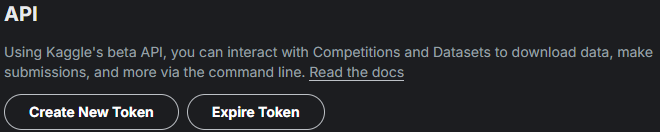 API
Using Kaggle's beta API, you can interact with Competitions and Datasets to download data, make
submissions, and more via the command line. Read the docs
Create New Token Expire Token